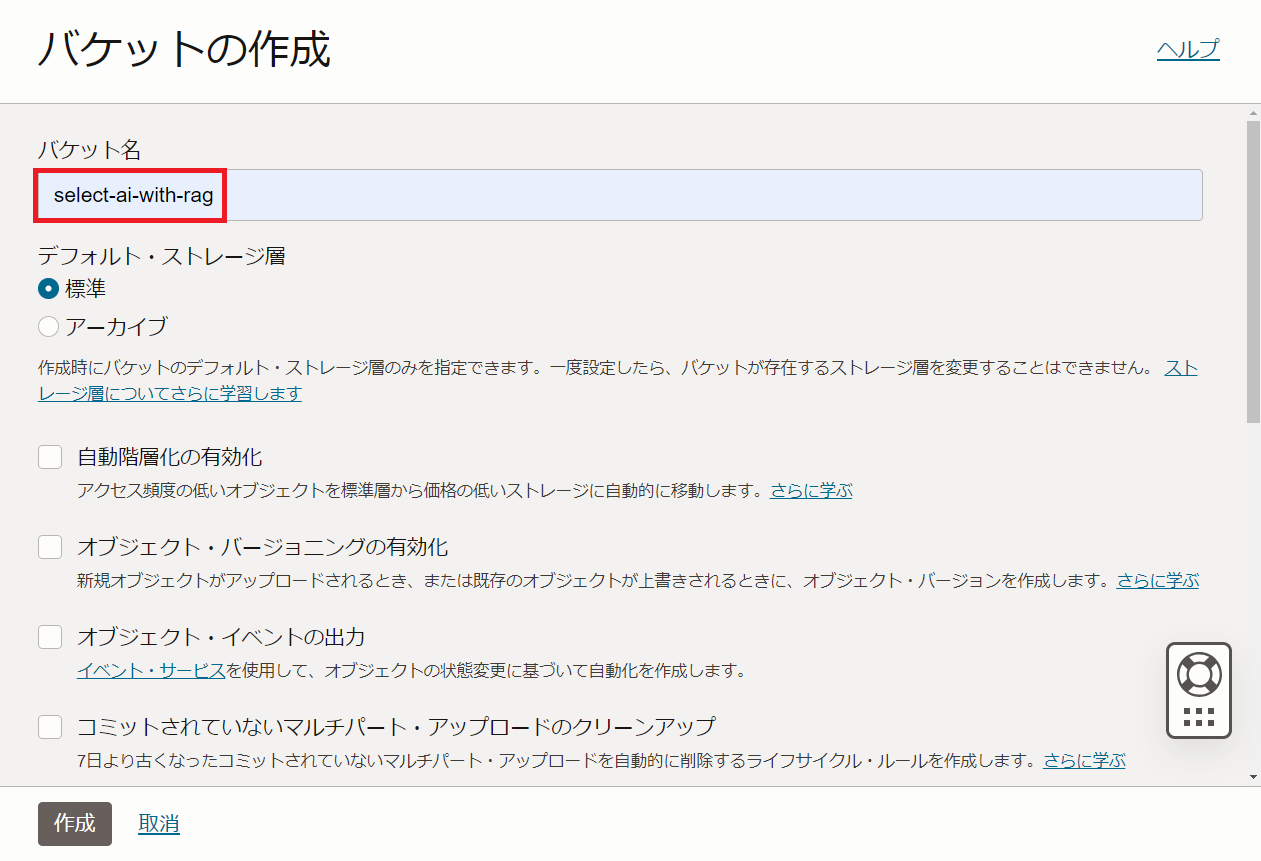 バケットの作成
ヘルプ
バケット名
select-ai-with-rag
デフォルト・ストレージ層
標準
アーカイブ
作成時にバケットのデフォルト・ストレージ層のみを指定できます。一度設定したら、バケットが存在するストレージ層を変更することはできません。 スト
レージ層についてさらに学習します
自動階層化の有効化
アクセス頻度の低いオブジェクトを標準層から価格の低いストレージに自動的に移動します。さらに学ぶ
オブジェクト・バージョニングの有効化
新規オブジェクトがアップロードされるとき、または既存のオブジェクトが上書きされるときに、オブジェクト・バージョンを作成します。さらに学ぶ
オブジェクト・イベントの出力
イベント・サービスを使用して、オブジェクトの状態変更に基づいて自動化を作成します。
コミットされていないマルチパート・アップロードのクリーンアップ
7日より古くなったコミットされていないマルチパート・アップロードを自動的に削除するライフサイクル・ルールを作成します。さらに学ぶ
作成 取消